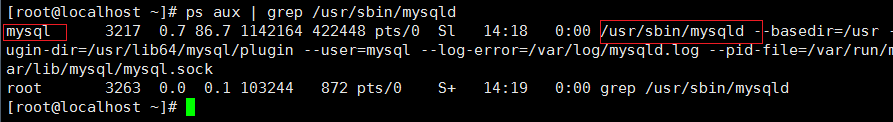 [root@localhost ~]# ps aux | grep /usr/sbin/mysqld
mysql     3217  0.7 86.7 1142164 422448 pts/0  Sl   14:18   0:00 /usr/sbin/mysqld --basedir=/usr -
ugin-dir=/usr/lib64/mysql/plugin --user=mysql --log-error=/var/log/mysqld.log --pid-file=/var/run/m
ar/lib/mysql/mysql.sock
root      3263  0.0  0.1 103244   872 pts/0    S+   14:19   0:00 grep /usr/sbin/mysqld
[root@localhost ~]#